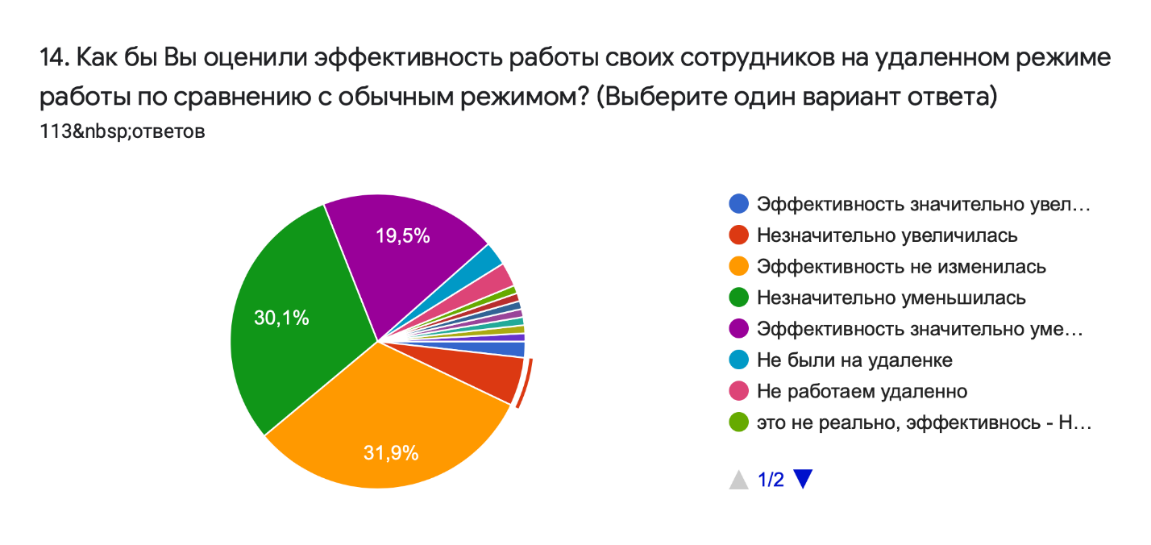 14. Как бы Вы оценили эффективность работы своих сотрудников на удаленном режиме
работы по сравнению с обычным режимом? (Выберите один вариант ответа)
113&nbsp;ответов
19,5%
30,1%
31,9%
Эффективность значительно увел...
Незначительно увеличилась
Эффективность не изменилась
Незначительно уменьшилась
Эффективность значительно уме...
Не были на удаленке
Не работаем удаленно
это не реально, эффективнось - Н...
1/2